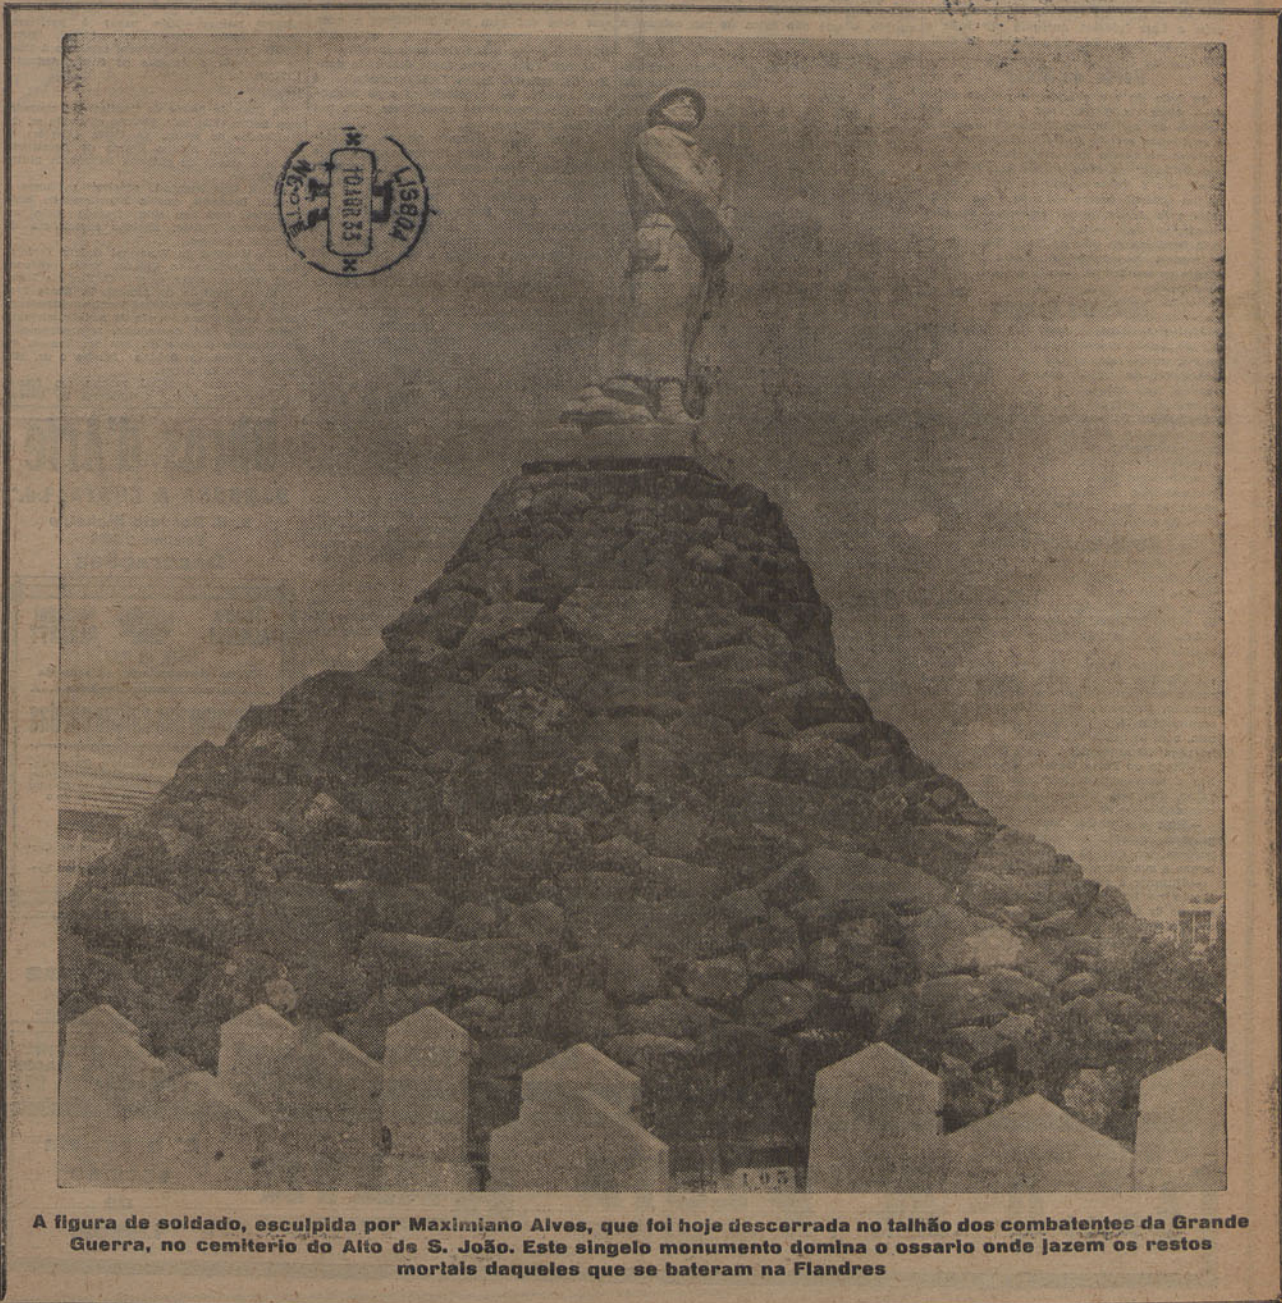 LISBOA
10 ABR 33
105
A figura de soldado, esculpida por Maximiano Alves, que foi hoje descerrada no talhão dos combatentes da Grande
Guerra, no cemiterio do Alto de S. João. Este singelo monumento domina o ossario onde jazem os restos
mortais daqueles que se bateram na Flandres